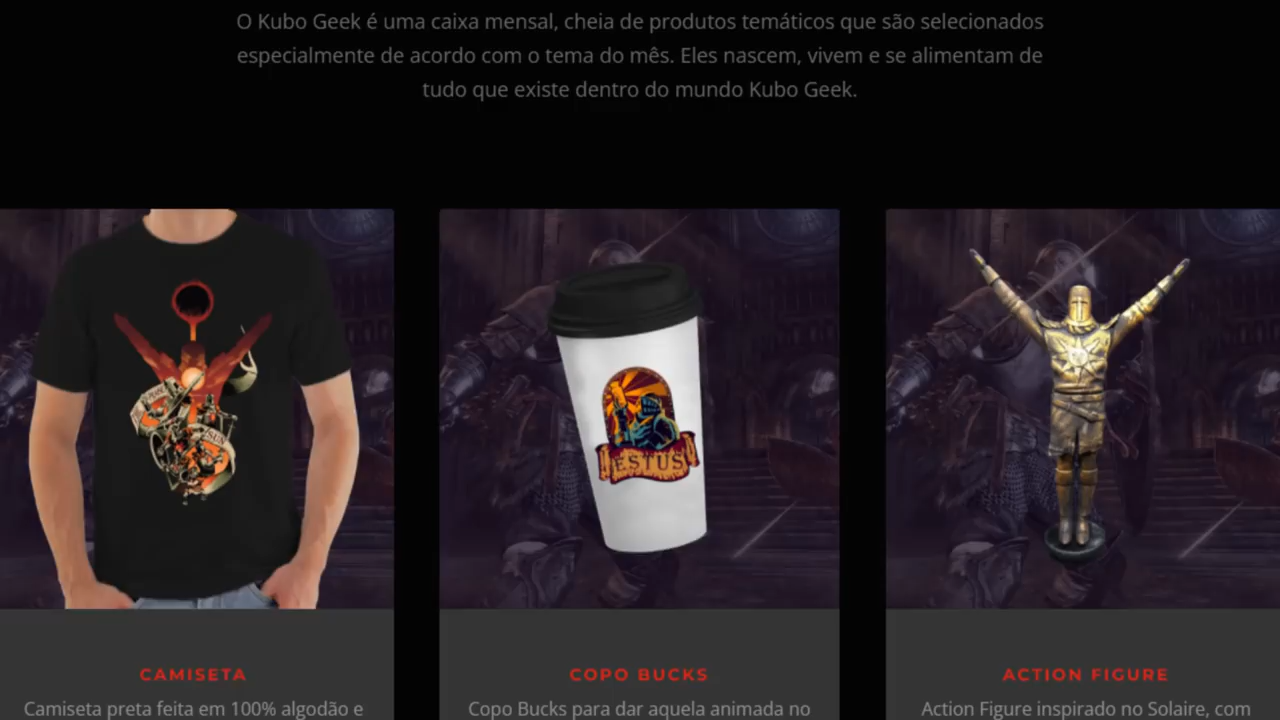 O Kubo Geek é uma caixa mensal, cheia de produtos temáticos que são selecionados
especialmente de acordo com o tema do mês. Eles nascem, vivem e se alimentam de
tudo que existe dentro do mundo Kubo Geek.
SUN
ESTUS
CAMISETA
Camiseta preta feita em 100% algodão e
COPO BUCKS
Copo Bucks para dar aquela animada no
ACTION FIGURE
Action Figure inspirado no Solaire, com